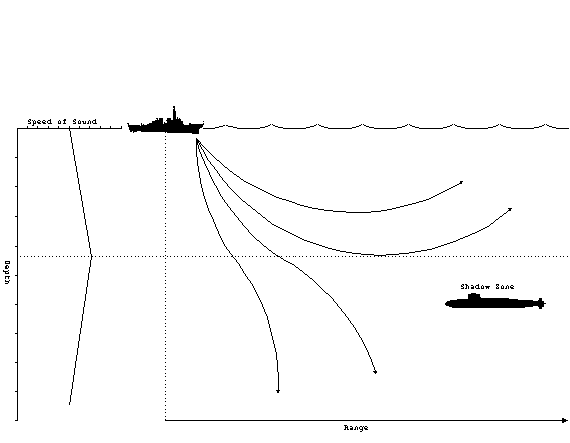 Speed of Sound
Depth
Shadow Zone
Range